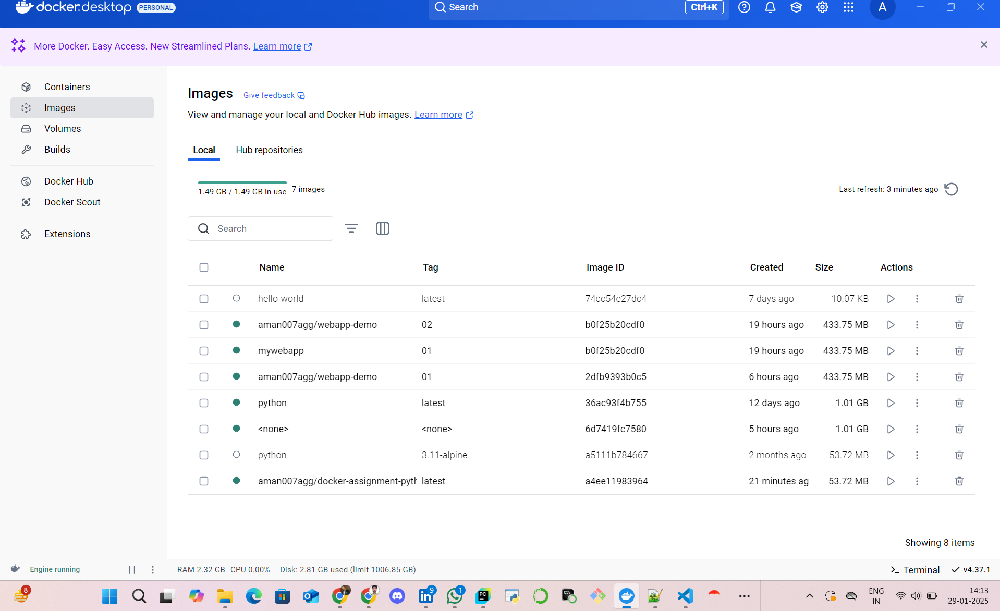 docker.desktop PERSONAL Search Ctrl+K A
More Docker. Easy Access. New Streamlined Plans. Learn more
Containers
Images
Volumes
Builds
Docker Hub
Docker Scout
Extensions
Images Give feedback
View and manage your local and Docker Hub images. Learn more
Local Hub repositories
1.49 GB / 1.49 GB in use 7 images Last refresh: 3 minutes ago
Search
Name Tag Image ID Created Size Actions
hello-world latest 74cc54e27dc4 7 days ago 10.07 KB
aman007agg/webapp-demo 02 b0f25b20cdf0 19 hours ago 433.75 MB
mywebapp 01 b0f25b20cdf0 19 hours ago 433.75 MB
aman007agg/webapp-demo 01 2dfb9393b0c5 6 hours ago 433.75 MB
python latest 36ac93f4b755 12 days ago 1.01 GB
<none> <none> 6d7419fc7580 5 hours ago 1.01 GB
python 3.11-alpine a5111b784667 2 months ago 53.72 MB
aman007agg/docker-assignment-pyth latest a4ee11983964 21 minutes ag 53.72 MB
Showing 8 items
Engine running RAM 2.32 GB CPU 0.00% Disk: 2.81 GB used (limit 1006.85 GB) >_ Terminal v4.37.1
8 9 1 PC C:\ ENG 14:13
IN 29-01-2025